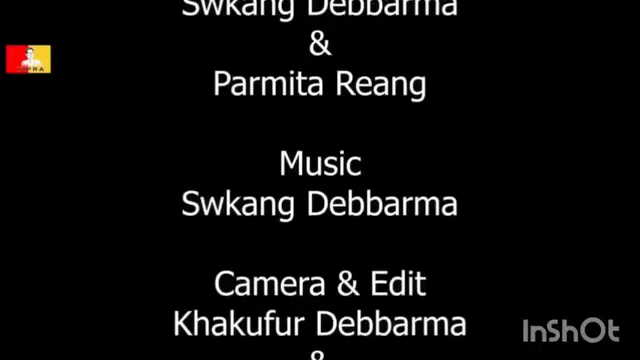 Swkang Debbarma
&
Parmita Reang
Music
Swkang Debbarma
Camera & Edit
Khakufur Debbarma
&
InShOt